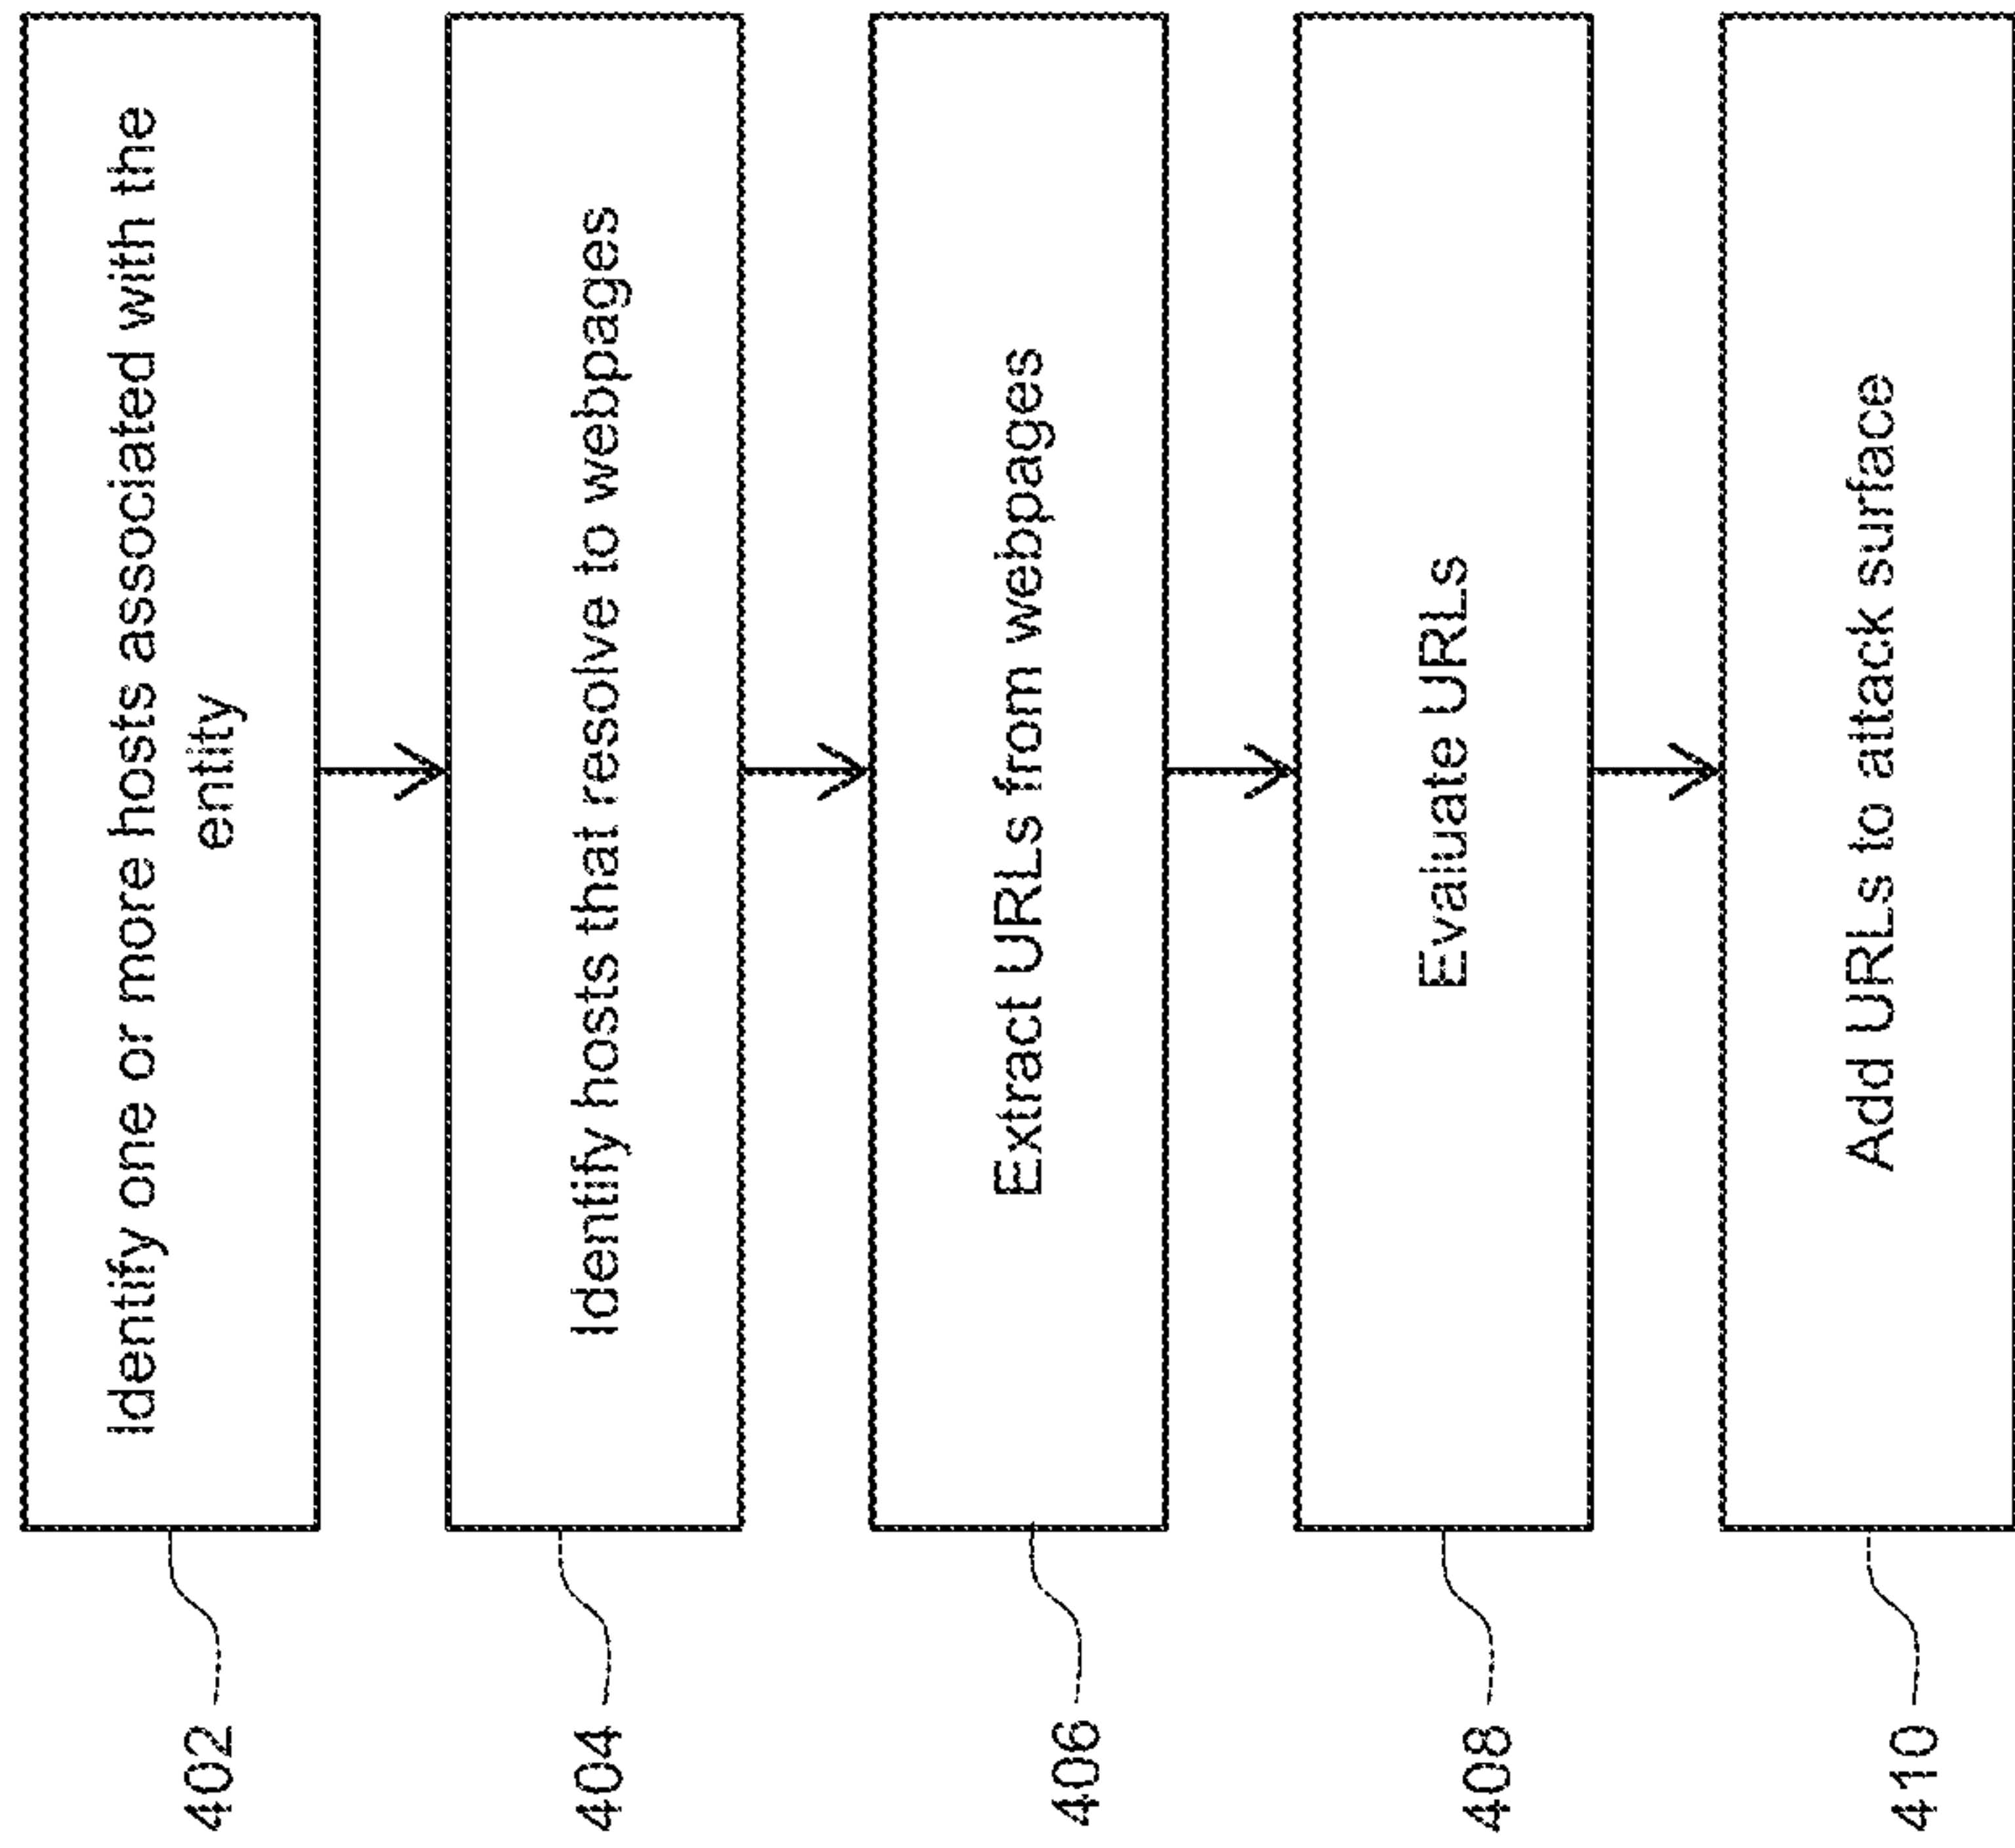 402
Identify one or more hosts associated with the
entity
404
Identify hosts that resolve to webpages
406
Extract URLs from webpages
408
Evaluate URLs
410
Add URLs to attack surface